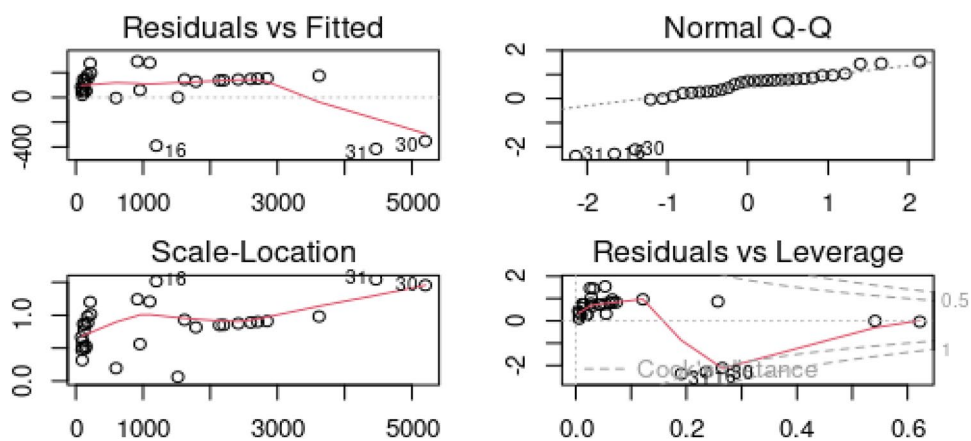 Residuals vs Fitted
0
-400
16
31
30
0 1000 3000 5000
Normal Q-Q
2
0
-2
31
16
30
-2 -1 0 1 2
Scale-Location
1.0
0.0
16
31
30
0 1000 3000 5000
Residuals vs Leverage
2
0
-2
0.5
1
Cook's distance
31
16
30
0.0 0.2 0.4 0.6